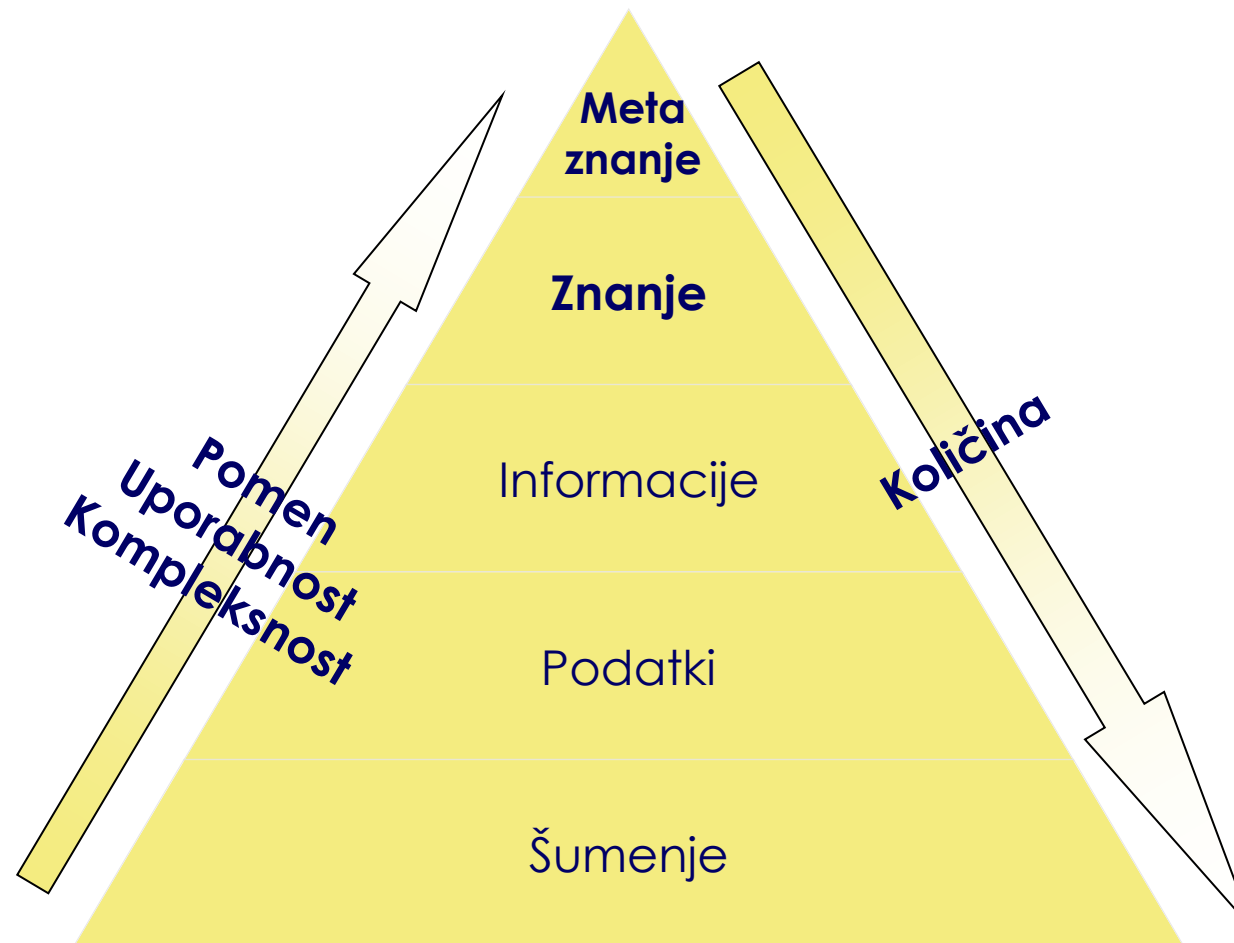 Meta
znanje
Znanje
Pomen
Uporabnost
Kompleksnost
Količina
Informacije
Podatki
Šumenje